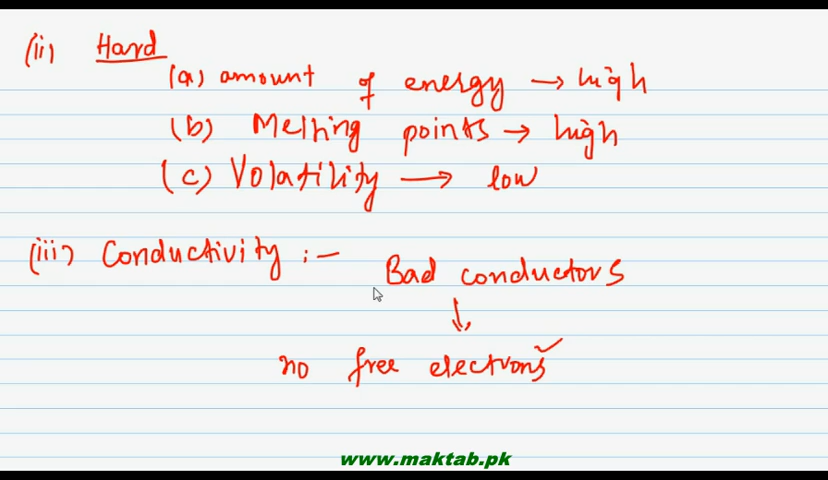 (ii) Hard
(a) amount of energy → high
(b) Melting points → high
(c) Volatility → low
(iii) Conductivity :- Bad conductors
↓
no free electrons ✓
www.maktab.pk